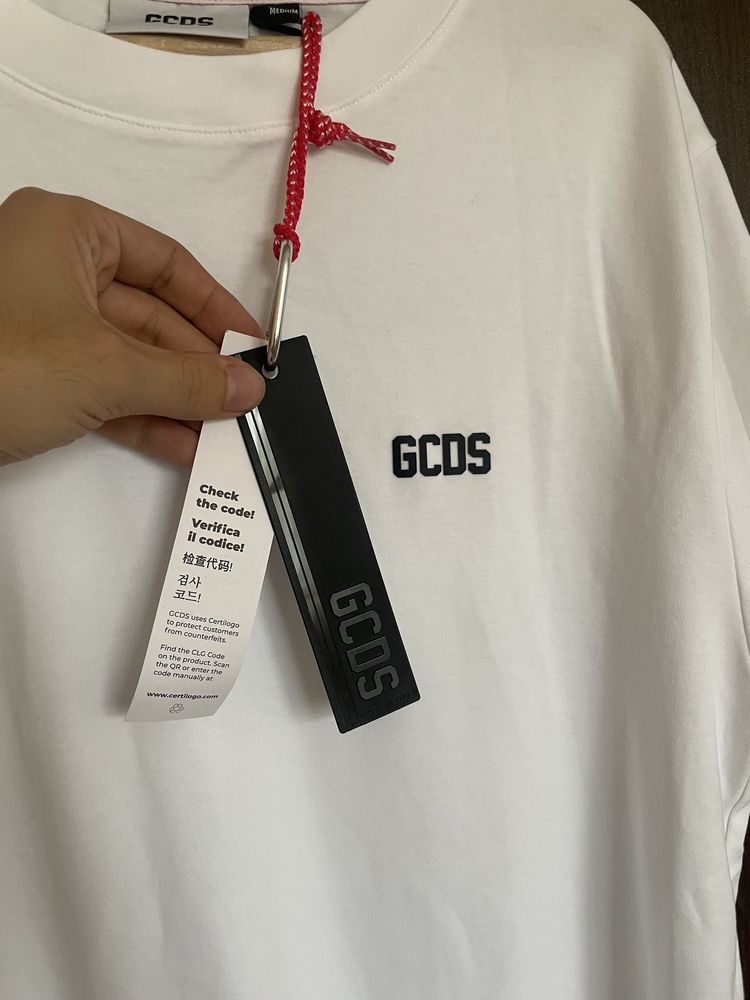 GCDS
MEDIUM
GCDS
Check
the code!
Verifica
il codice!
检查代码!
검사
코드!
GCDS uses Certilogo
to protect customers
from counterfeits.
Find the CLG Code
on the product. Scan
the QR or enter the
code manually at
www.certilogo.com
GCDS